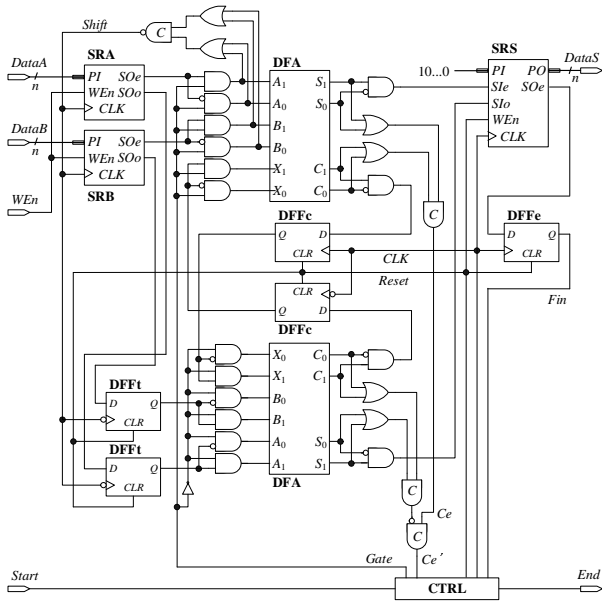 Shift
C
DataA
n
SRA
PI
SOe
WEn
SOo
CLK
DataB
n
PI
SOe
WEn
SOo
CLK
SRB
WEn
DFA
A1
S1
A0
S0
B1
B0
X1
C1
X0
C0
10...0
SRS
PI
PO
SIe
SOe
SIo
WEn
CLK
DataS
n
C
DFFc
Q
D
CLR
CLK
Reset
CLR
Q
D
DFFc
DFFe
D
Q
CLR
Fin
DFFt
D
Q
CLR
DFFt
D
Q
CLR
X0
C0
X1
C1
B0
B1
A0
S0
A1
S1
DFA
C
Ce
C
Ce'
Gate
Start
CTRL
End